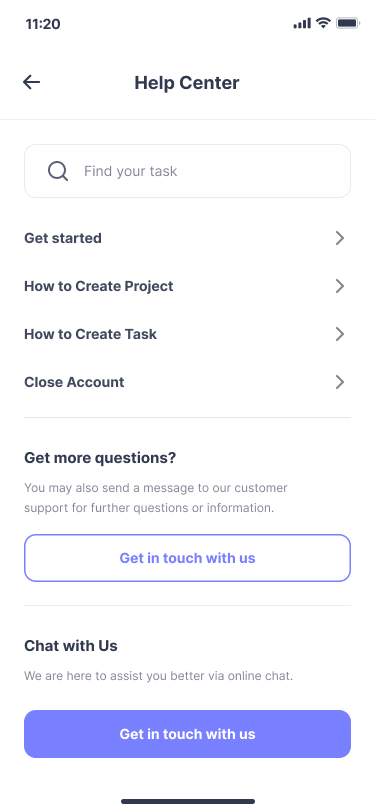 11:20
Help Center
Find your task
Get started
How to Create Project
How to Create Task
Close Account
Get more questions?
You may also send a message to our customer
support for further questions or information.
Get in touch with us
Chat with Us
We are here to assist you better via online chat.
Get in touch with us